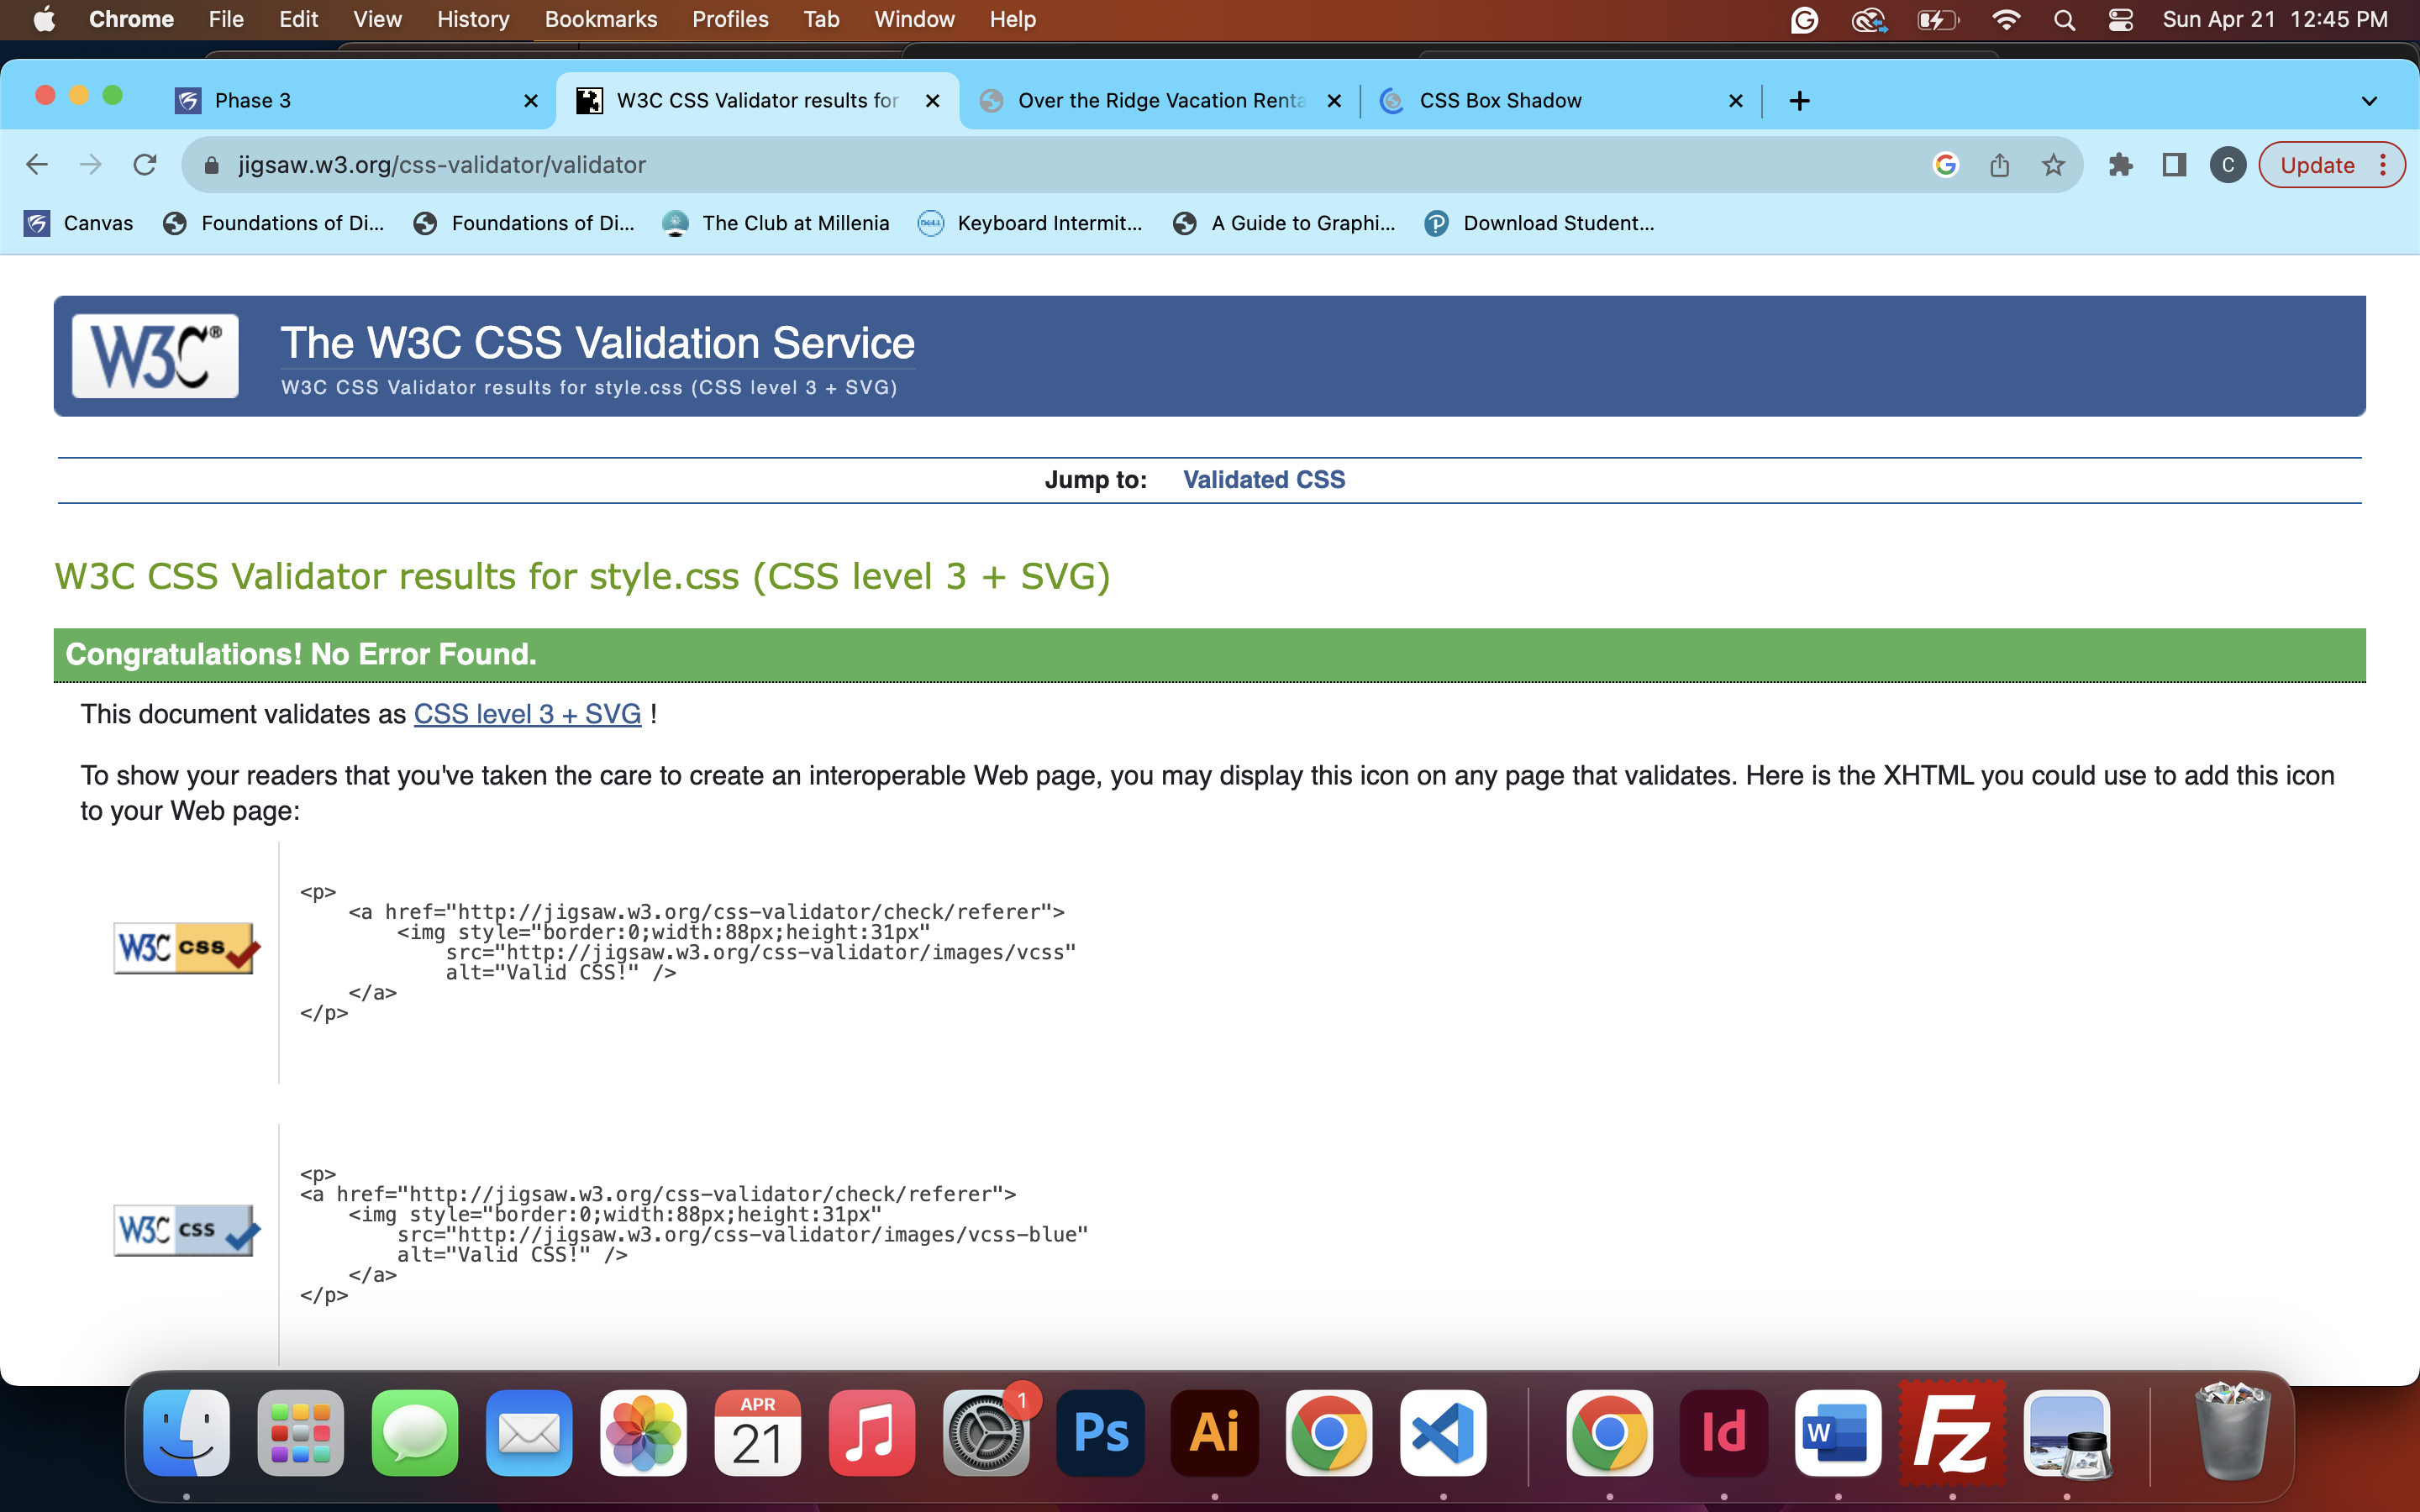 Chrome File Edit View History Bookmarks Profiles Tab Window Help Sun Apr 21 12:45 PM
Phase 3 W3C CSS Validator results for Over the Ridge Vacation Renta CSS Box Shadow
jigsaw.w3.org/css-validator/validator C Update
Canvas Foundations of Di... Foundations of Di... The Club at Millenia Keyboard Intermit... A Guide to Graphi... Download Student...
W3C® The W3C CSS Validation Service
W3C CSS Validator results for style.css (CSS level 3 + SVG)
Jump to: Validated CSS
W3C CSS Validator results for style.css (CSS level 3 + SVG)
Congratulations! No Error Found.
This document validates as CSS level 3 + SVG !
To show your readers that you've taken the care to create an interoperable Web page, you may display this icon on any page that validates. Here is the XHTML you could use to add this icon
to your Web page:
<p>
<a href="http://jigsaw.w3.org/css-validator/check/referer">
<img style="border:0;width:88px;height:31px"
W3C css
src="http://jigsaw.w3.org/css-validator/images/vcss"
alt="Valid CSS!" />
</a>
</p>
<p>
<a href="http://jigsaw.w3.org/css-validator/check/referer">
<img style="border:0;width:88px;height:31px"
W3C css
src="http://jigsaw.w3.org/css-validator/images/vcss-blue"
alt="Valid CSS!" />
</a>
</p>
APR
21
1
Ps
Ai
Id
W
Fz